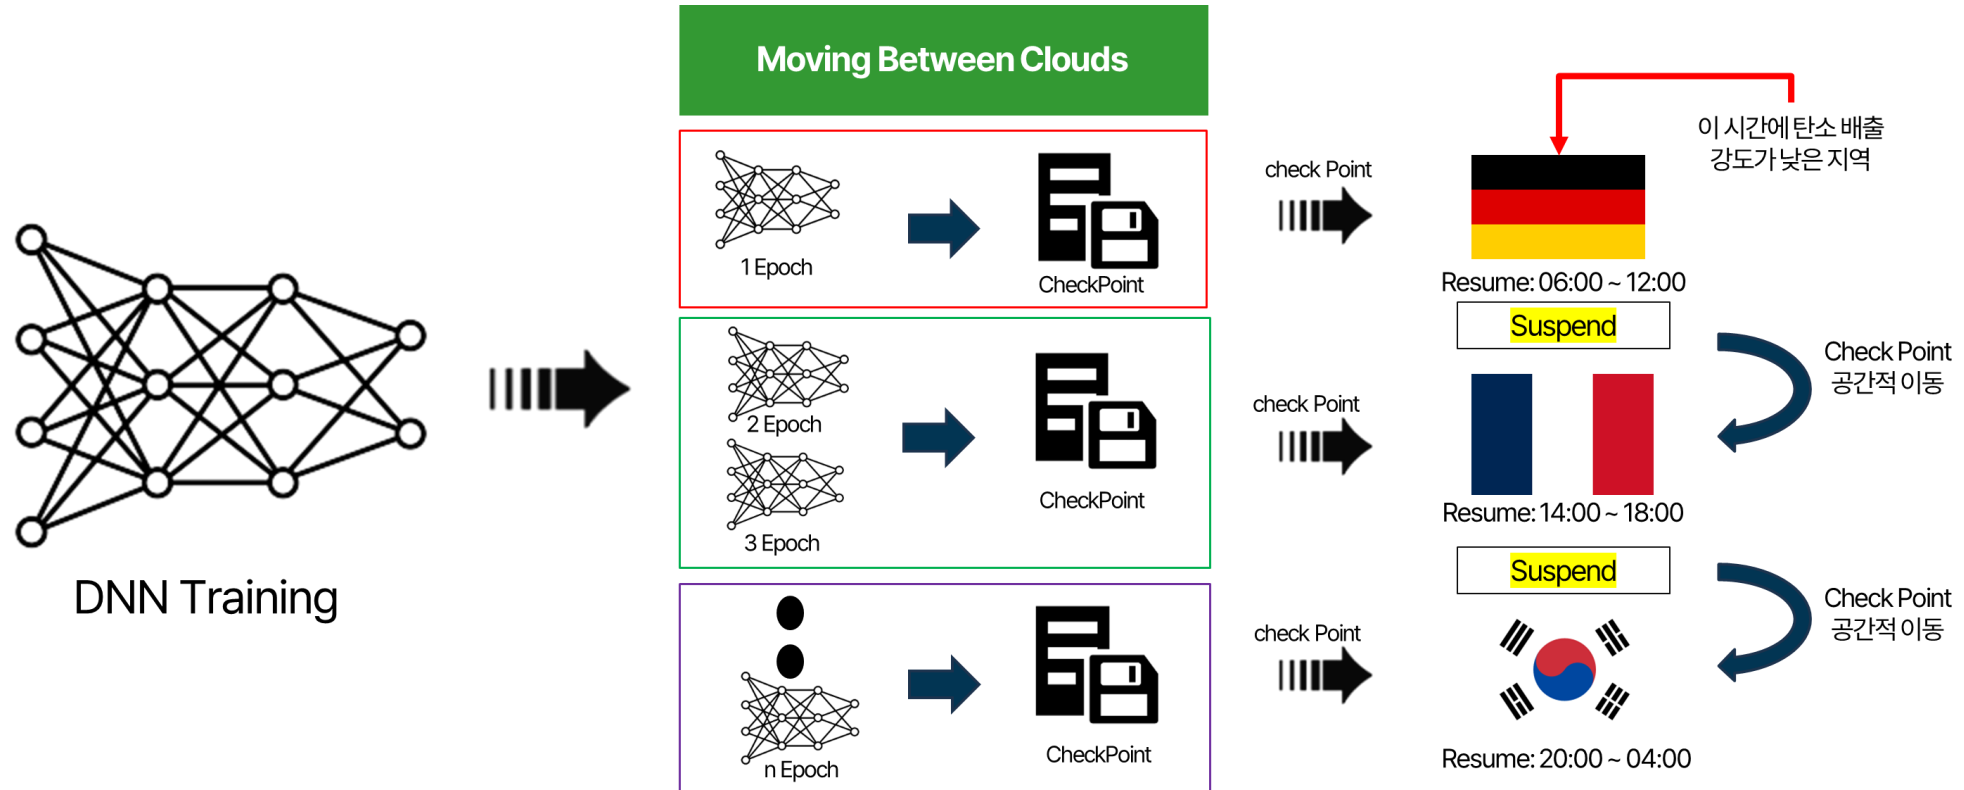 Moving Between Clouds
DNN Training
1 Epoch
CheckPoint
2 Epoch
3 Epoch
CheckPoint
n Epoch
CheckPoint
check Point
check Point
check Point
이 시간에 탄소 배출
강도가 낮은 지역
Resume: 06:00 ~ 12:00
Suspend
Check Point
공간적 이동
Resume: 14:00 ~ 18:00
Suspend
Check Point
공간적 이동
Resume: 20:00 ~ 04:00